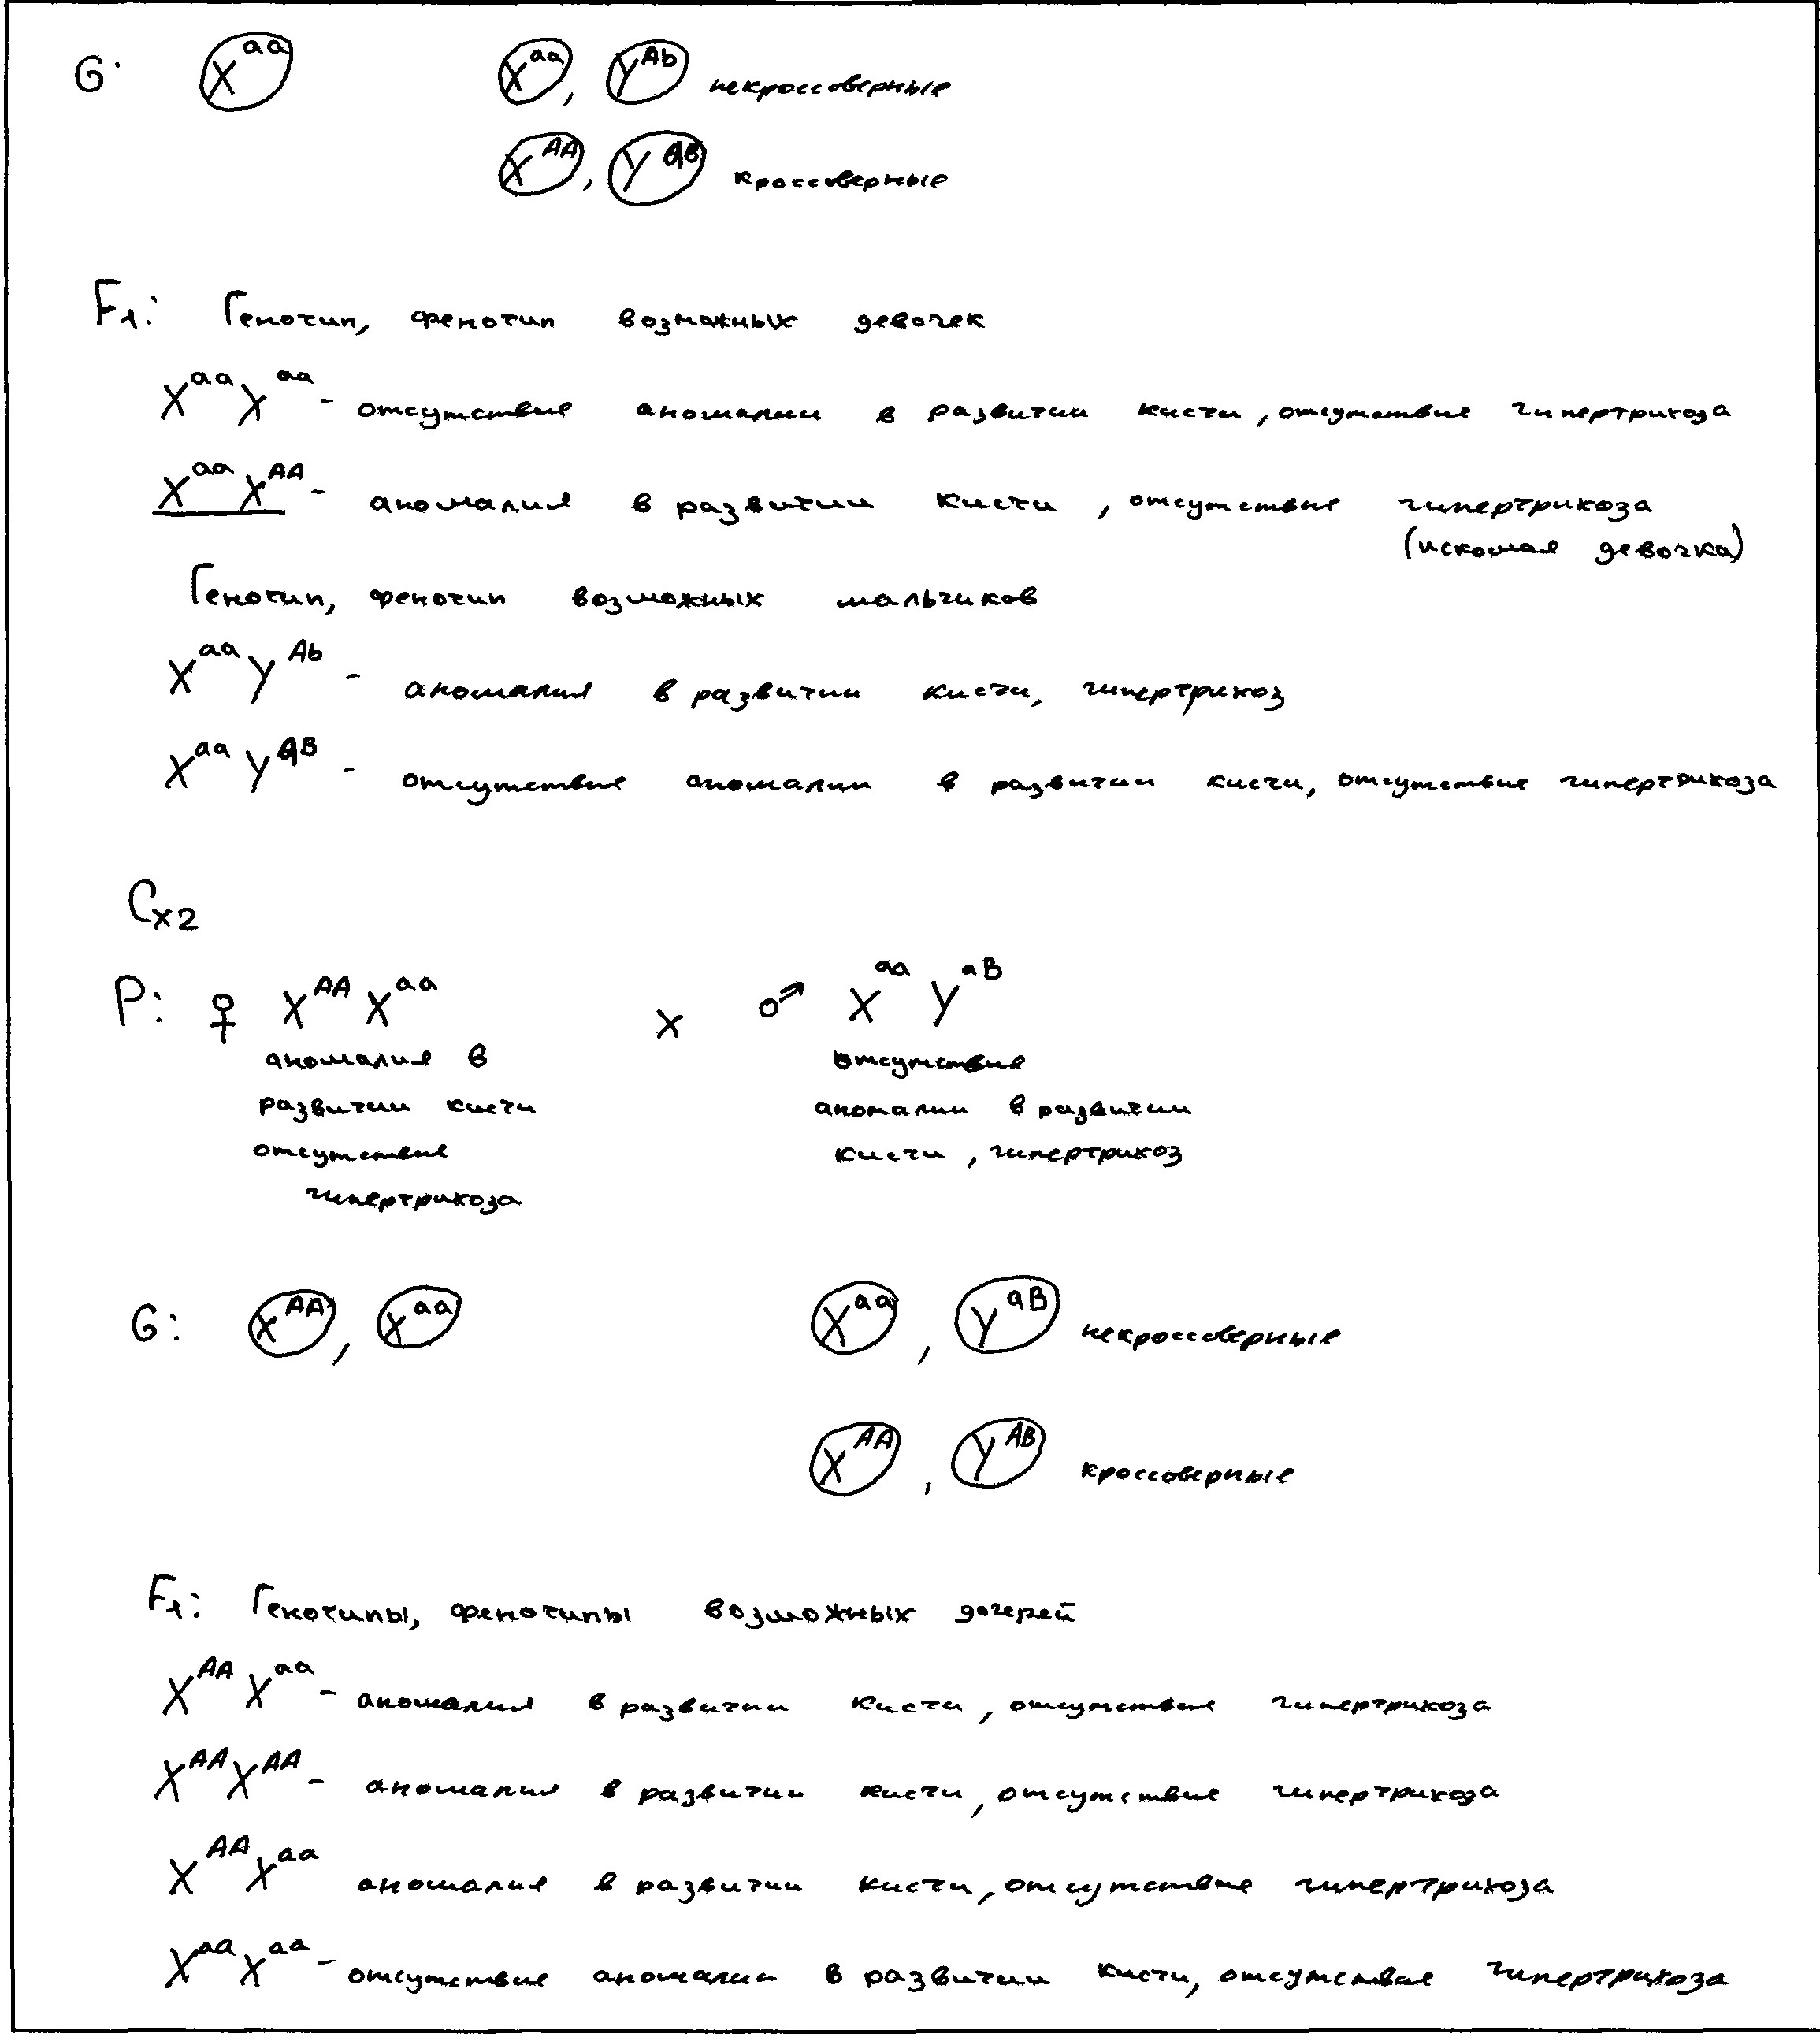 G: X^aa X^aa, Y^Ab некроссоверные
X^AA, Y^aB кроссоверные
F1: Генотип, фенотип возможных девочек
X^aa X^aa - отсутствие аномалии в развитии кисти, отсутствие гипертрихоза
X^aa X^AA - аномалия в развитии кисти, отсутствие гипертрихоза
(искомая девочка)
Генотип, фенотип возможных мальчиков
X^aa Y^Ab - аномалия в развитии кисти, гипертрихоз
X^aa Y^aB - отсутствие аномалии в развитии кисти, отсутствие гипертрихоза
Cx2
P: ♀ X^AA X^aa x ♂ X^aa Y^aB
аномалия в отсутствие
развитии кисти аномалии в развитии
отсутствие кисти, гипертрихоз
гипертрихоза
G: X^AA, X^aa X^aa, Y^aB некроссоверные
X^AA, Y^AB кроссоверные
F1: Генотипы, фенотипы возможных дочерей
X^AA X^aa - аномалия в развитии кисти, отсутствие гипертрихоза
X^AA X^AA - аномалия в развитии кисти, отсутствие гипертрихоза
X^AA X^aa аномалия в развитии кисти, отсутствие гипертрихоза
X^aa X^aa - отсутствие аномалии в развитии кисти, отсутствие гипертрихоза